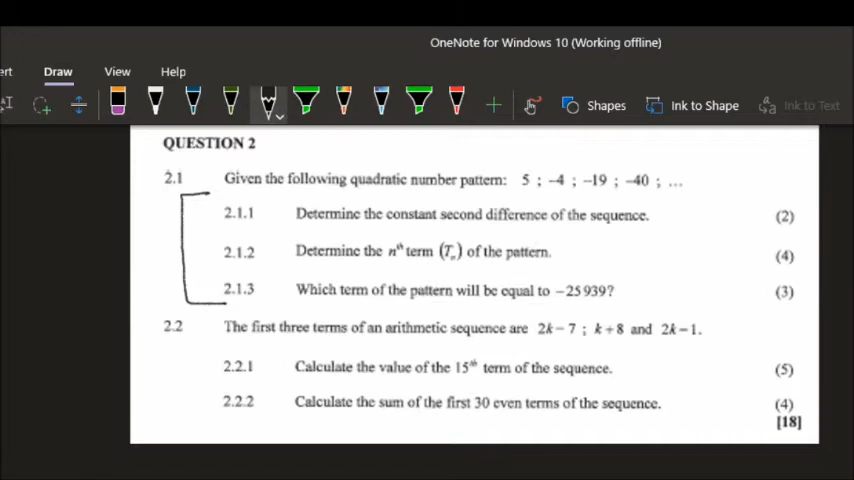 OneNote for Windows 10 (Working offline)
Draw View Help
Shapes Ink to Shape Ink to Text
QUESTION 2
2.1 Given the following quadratic number pattern: 5 ; −4 ; −19 ; −40 ; ...
2.1.1 Determine the constant second difference of the sequence. (2)
2.1.2 Determine the nᵗʰ term (Tₙ) of the pattern. (4)
2.1.3 Which term of the pattern will be equal to −25 939? (3)
2.2 The first three terms of an arithmetic sequence are 2k − 7 ; k + 8 and 2k − 1.
2.2.1 Calculate the value of the 15ᵗʰ term of the sequence. (5)
2.2.2 Calculate the sum of the first 30 even terms of the sequence. (4)
[18]